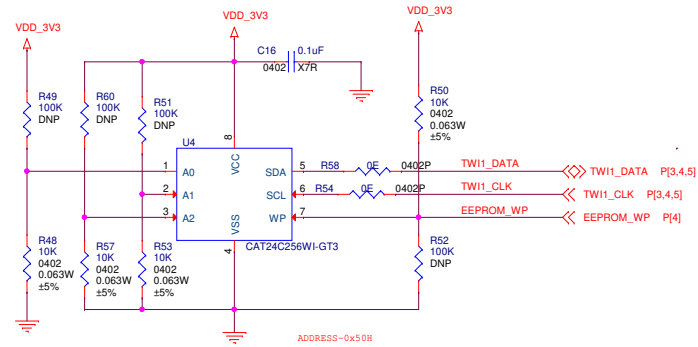 VDD_3V3
VDD_3V3
VDD_3V3
C16
0.1uF
0402
X7R
R49
100K
DNP
R60
100K
DNP
R51
100K
DNP
R50
10K
0402
0.063W
±5%
U4
8
VCC
1
A0
2
A1
3
A2
SDA
5
R58
0E
0402P
TWI1_DATA
TWI1_DATA P[3,4,5]
SCL
6
R54
0E
0402P
TWI1_CLK
TWI1_CLK P[3,4,5]
WP
7
EEPROM_WP
EEPROM_WP P[4]
VSS
4
CAT24C256WI-GT3
R48
10K
0402
0.063W
±5%
R57
10K
0402
0.063W
±5%
R53
10K
0402
0.063W
±5%
R52
100K
DNP
ADDRESS-0x50H